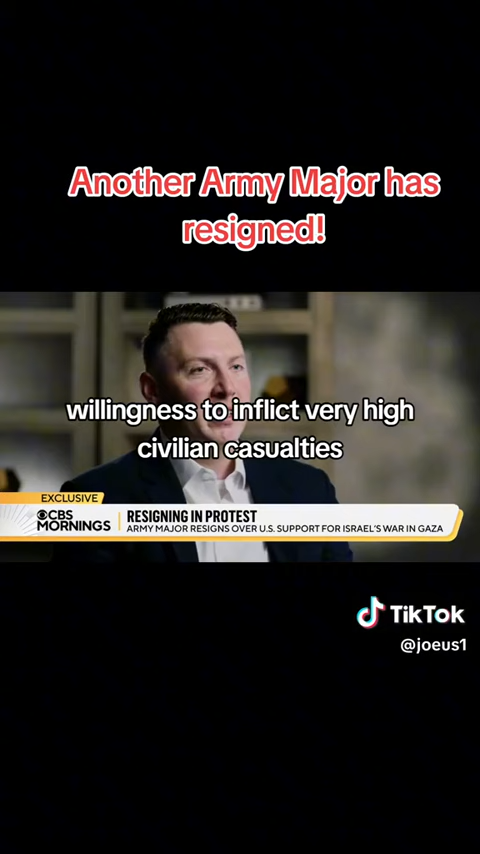 Another Army Major has
resigned!
willingness to inflict very high
civilian casualties
EXCLUSIVE
CBS
MORNINGS
RESIGNING IN PROTEST
ARMY MAJOR RESIGNS OVER U.S. SUPPORT FOR ISRAEL'S WAR IN GAZA
TikTok
@joeus1